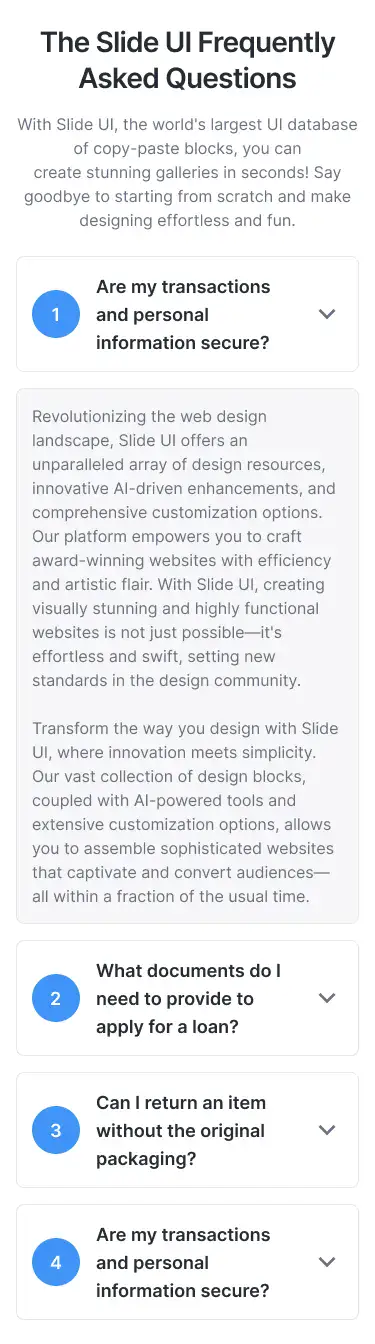 The Slide UI Frequently
Asked Questions
With Slide UI, the world's largest UI database
of copy-paste blocks, you can
create stunning galleries in seconds! Say
goodbye to starting from scratch and make
designing effortless and fun.
1
Are my transactions
and personal
information secure?
Revolutionizing the web design
landscape, Slide UI offers an
unparalleled array of design resources,
innovative AI-driven enhancements, and
comprehensive customization options.
Our platform empowers you to craft
award-winning websites with efficiency
and artistic flair. With Slide UI, creating
visually stunning and highly functional
websites is not just possible—it's
effortless and swift, setting new
standards in the design community.
Transform the way you design with Slide
UI, where innovation meets simplicity.
Our vast collection of design blocks,
coupled with AI-powered tools and
extensive customization options, allows
you to assemble sophisticated websites
that captivate and convert audiences—
all within a fraction of the usual time.
2
What documents do I
need to provide to
apply for a loan?
3
Can I return an item
without the original
packaging?
4
Are my transactions
and personal
information secure?